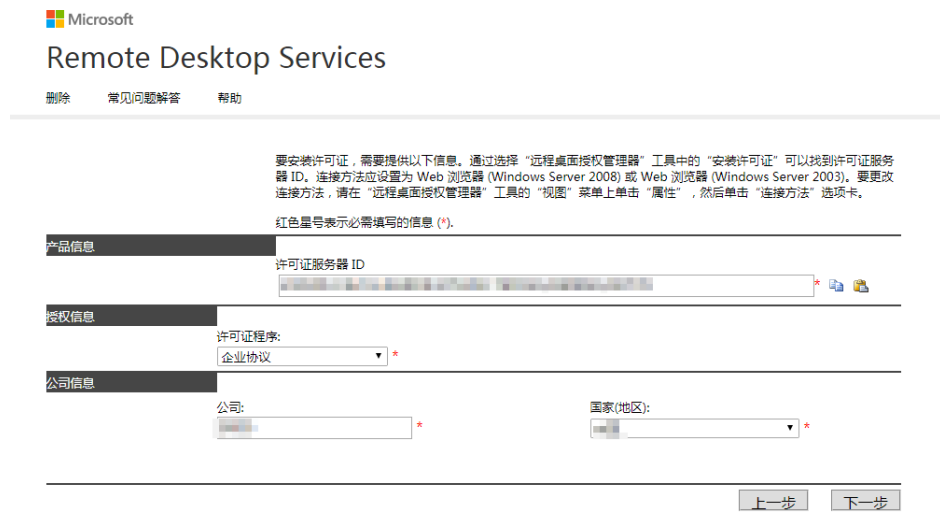 Microsoft
Remote Desktop Services
删除 常见问题解答 帮助
要安装许可证，需要提供以下信息。通过选择“远程桌面授权管理器”工具中的“安装许可证”可以找到许可证服务
器 ID。连接方法应设置为 Web 浏览器 (Windows Server 2008) 或 Web 浏览器 (Windows Server 2003)。要更改
连接方法，请在“远程桌面授权管理器”工具的“视图”菜单上单击“属性”，然后单击“连接方法”选项卡。
红色星号表示必需填写的信息 (*).
产品信息
许可证服务器 ID
*
授权信息
许可证程序:
企业协议 *
公司信息
公司: 国家(地区):
* *
上一步 下一步